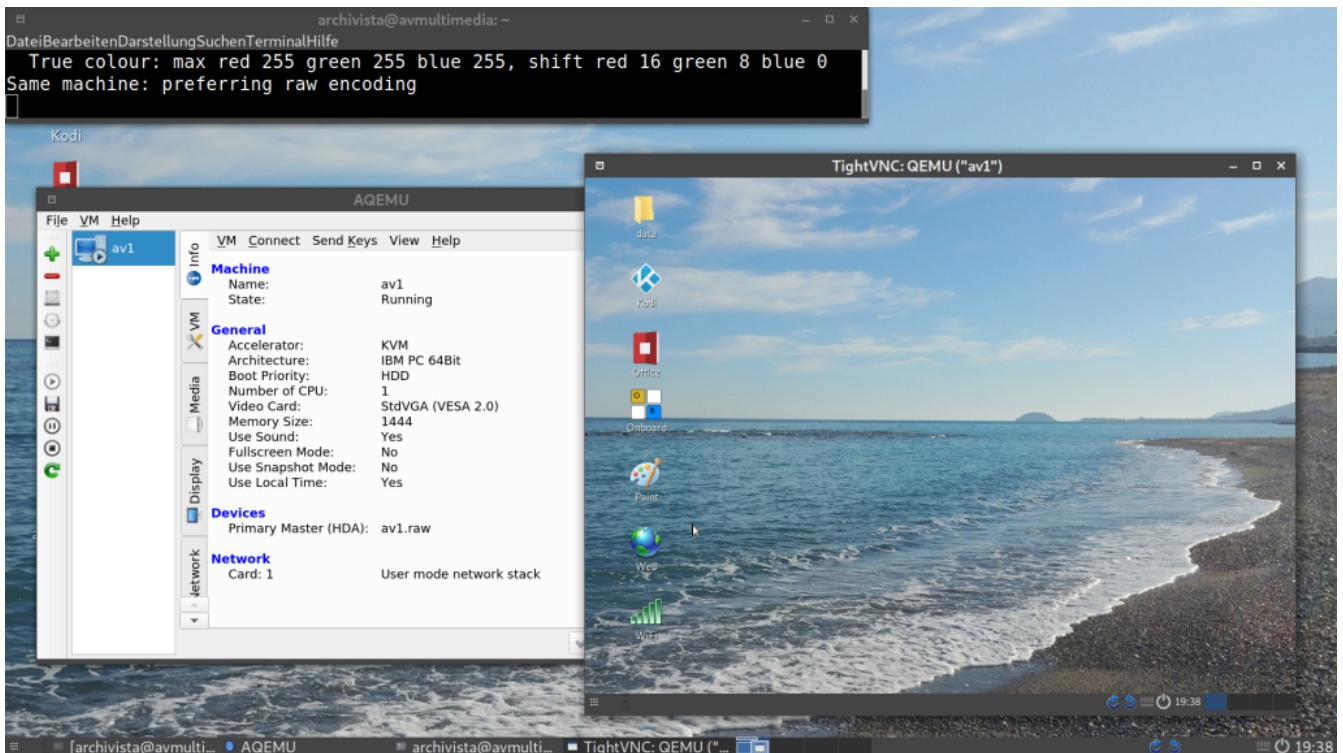 archivista@avmultimedia: ~
DateiBearbeitenDarstellungSuchenTerminalHilfe
True colour: max red 255 green 255 blue 255, shift red 16 green 8 blue 0
Same machine: preferring raw encoding
Kodi
AQEMU
File VM Help
av1
Info
VM
Media
Display
Network
VM Connect Send Keys View Help
Machine
Name: av1
State: Running
General
Accelerator: KVM
Architecture: IBM PC 64Bit
Boot Priority: HDD
Number of CPU: 1
Video Card: StdVGA (VESA 2.0)
Memory Size: 1444
Use Sound: Yes
Fullscreen Mode: No
Use Snapshot Mode: No
Use Local Time: Yes
Devices
Primary Master (HDA): av1.raw
Network
Card: 1 User mode network stack
TightVNC: QEMU ("av1")
data
Kodi
Office
O
B
Onboard
Paint
Web
WiFi
19:38
[archivista@avmulti... AQEMU archivista@avmulti... TightVNC: QEMU ("... 19:38